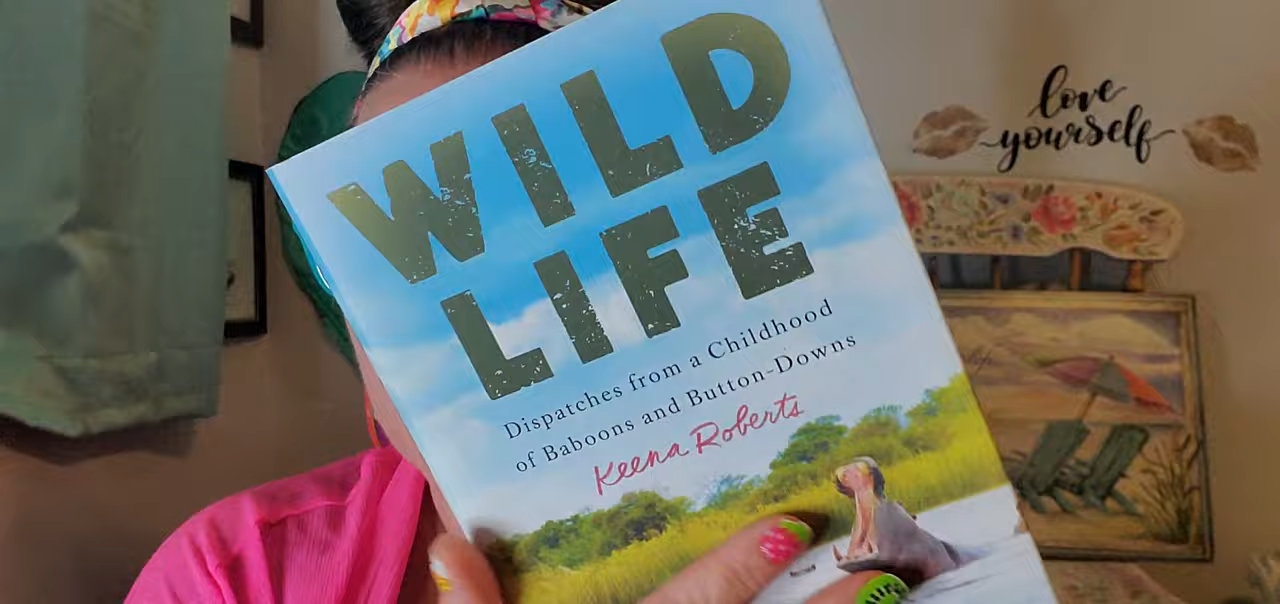 WILD
LIFE
Dispatches from a Childhood
of Baboons and Button-Downs
Keena Roberts
love
yourself